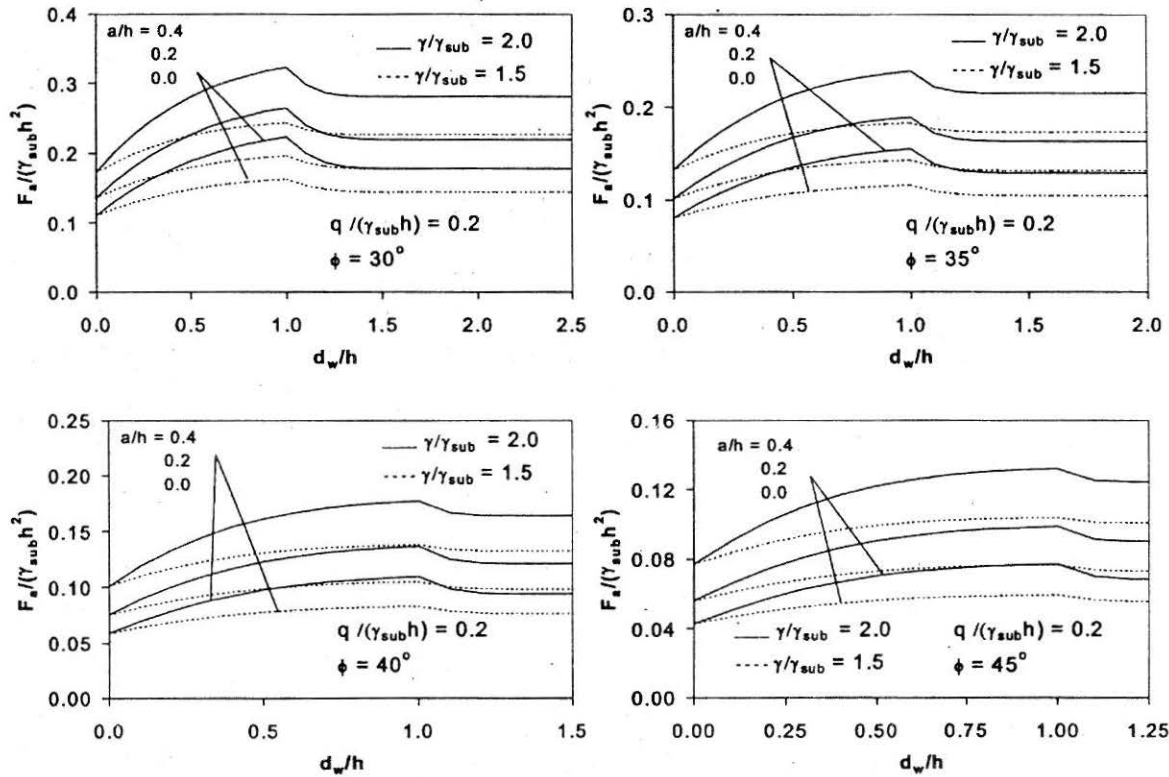 0.4
a/h = 0.4
0.2
0.0
γ/γsub = 2.0
γ/γsub = 1.5
0.3
0.2
0.1
0.0
Fa/(γsubh²)
q /(γsubh) = 0.2
ϕ = 30°
0.0
0.5
1.0
1.5
2.0
2.5
dw/h
0.3
a/h = 0.4
0.2
0.0
γ/γsub = 2.0
γ/γsub = 1.5
0.2
0.1
0.0
Fa/(γsubh²)
q /(γsubh) = 0.2
ϕ = 35°
0.0
0.5
1.0
1.5
2.0
dw/h
0.25
a/h = 0.4
0.2
0.0
γ/γsub = 2.0
γ/γsub = 1.5
0.20
0.15
0.10
0.05
0.00
Fa/(γsubh²)
q /(γsubh) = 0.2
ϕ = 40°
0.0
0.5
1.0
1.5
dw/h
0.16
a/h = 0.4
0.2
0.0
0.12
0.08
0.04
0.00
Fa/(γsubh²)
γ/γsub = 2.0
γ/γsub = 1.5
q /(γsubh) = 0.2
ϕ = 45°
0.00
0.25
0.50
0.75
1.00
1.25
dw/h